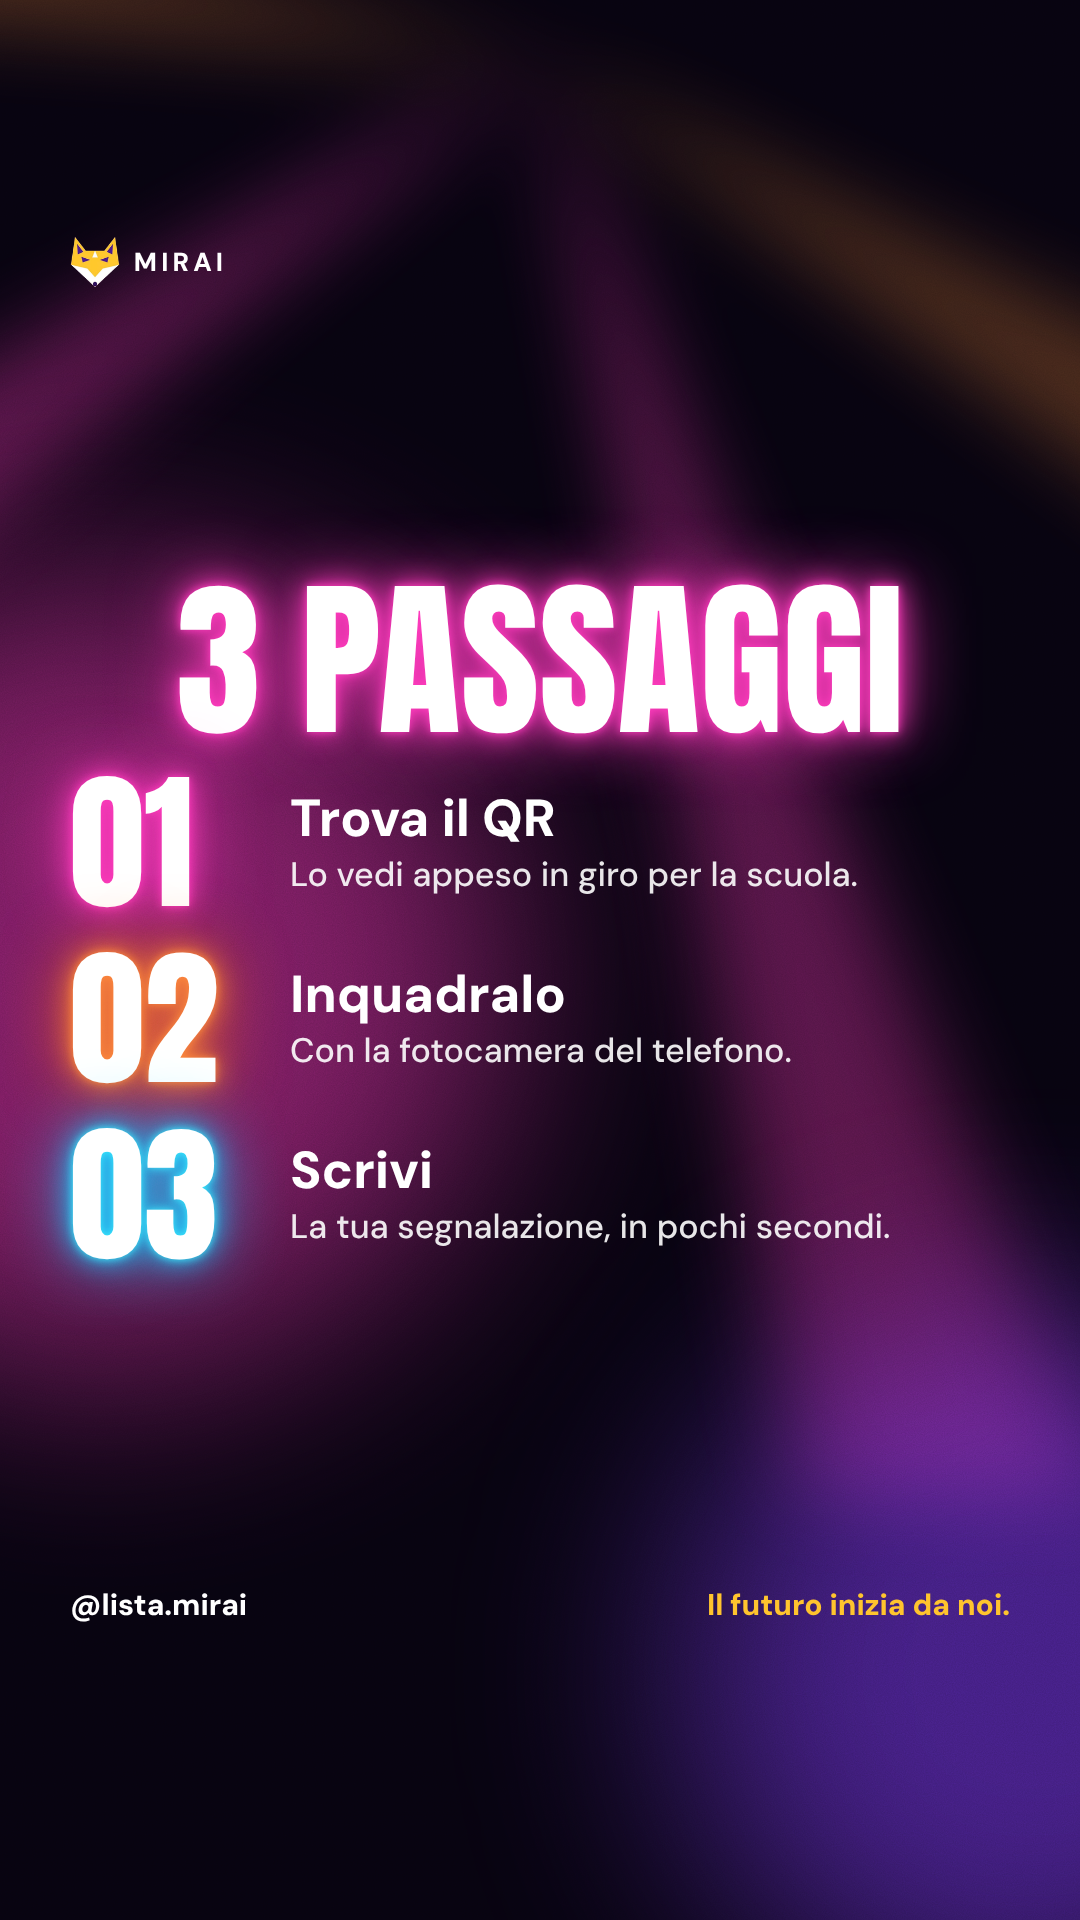 MIRAI
3 PASSAGGI
01
Trova il QR
Lo vedi appeso in giro per la scuola.
02
Inquadralo
Con la fotocamera del telefono.
03
Scrivi
La tua segnalazione, in pochi secondi.
@lista.mirai
Il futuro inizia da noi.